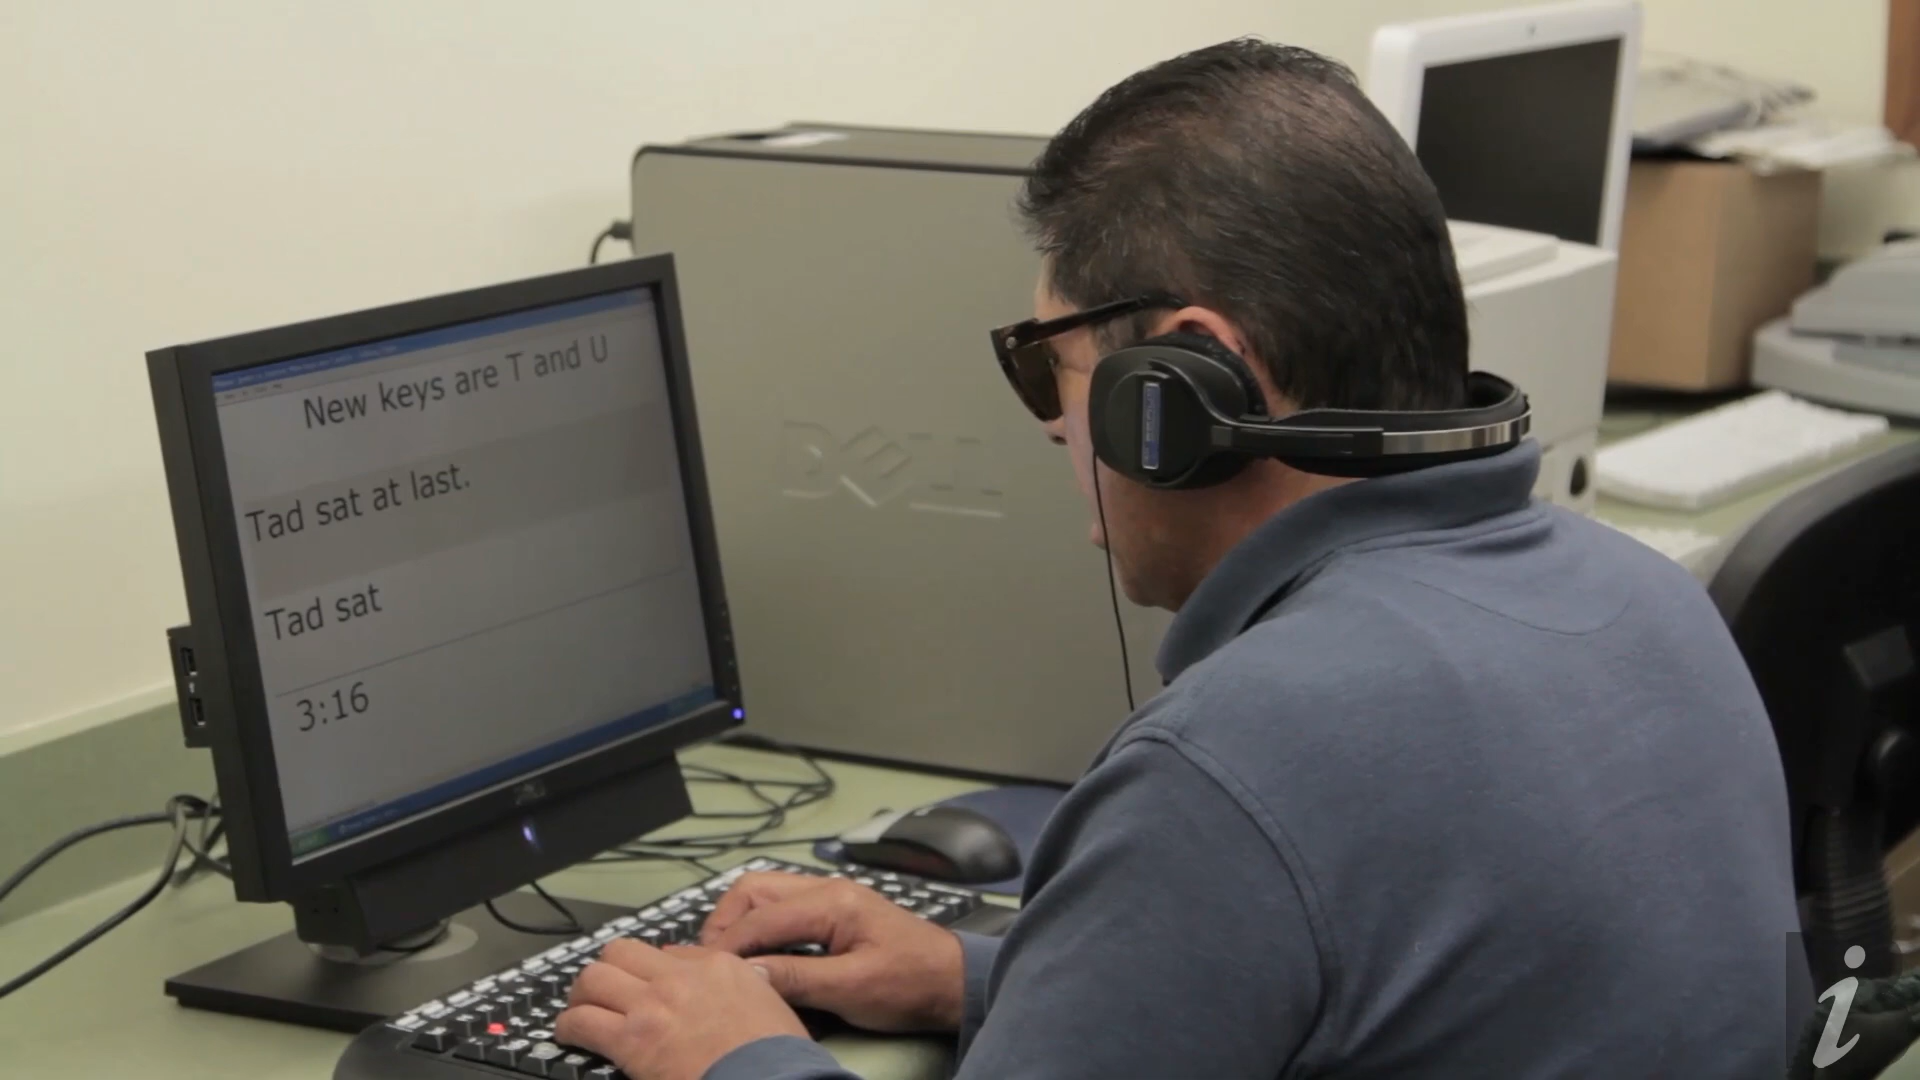 New keys are T and U
Tad sat at last.
Tad sat
3:16
DELL
i